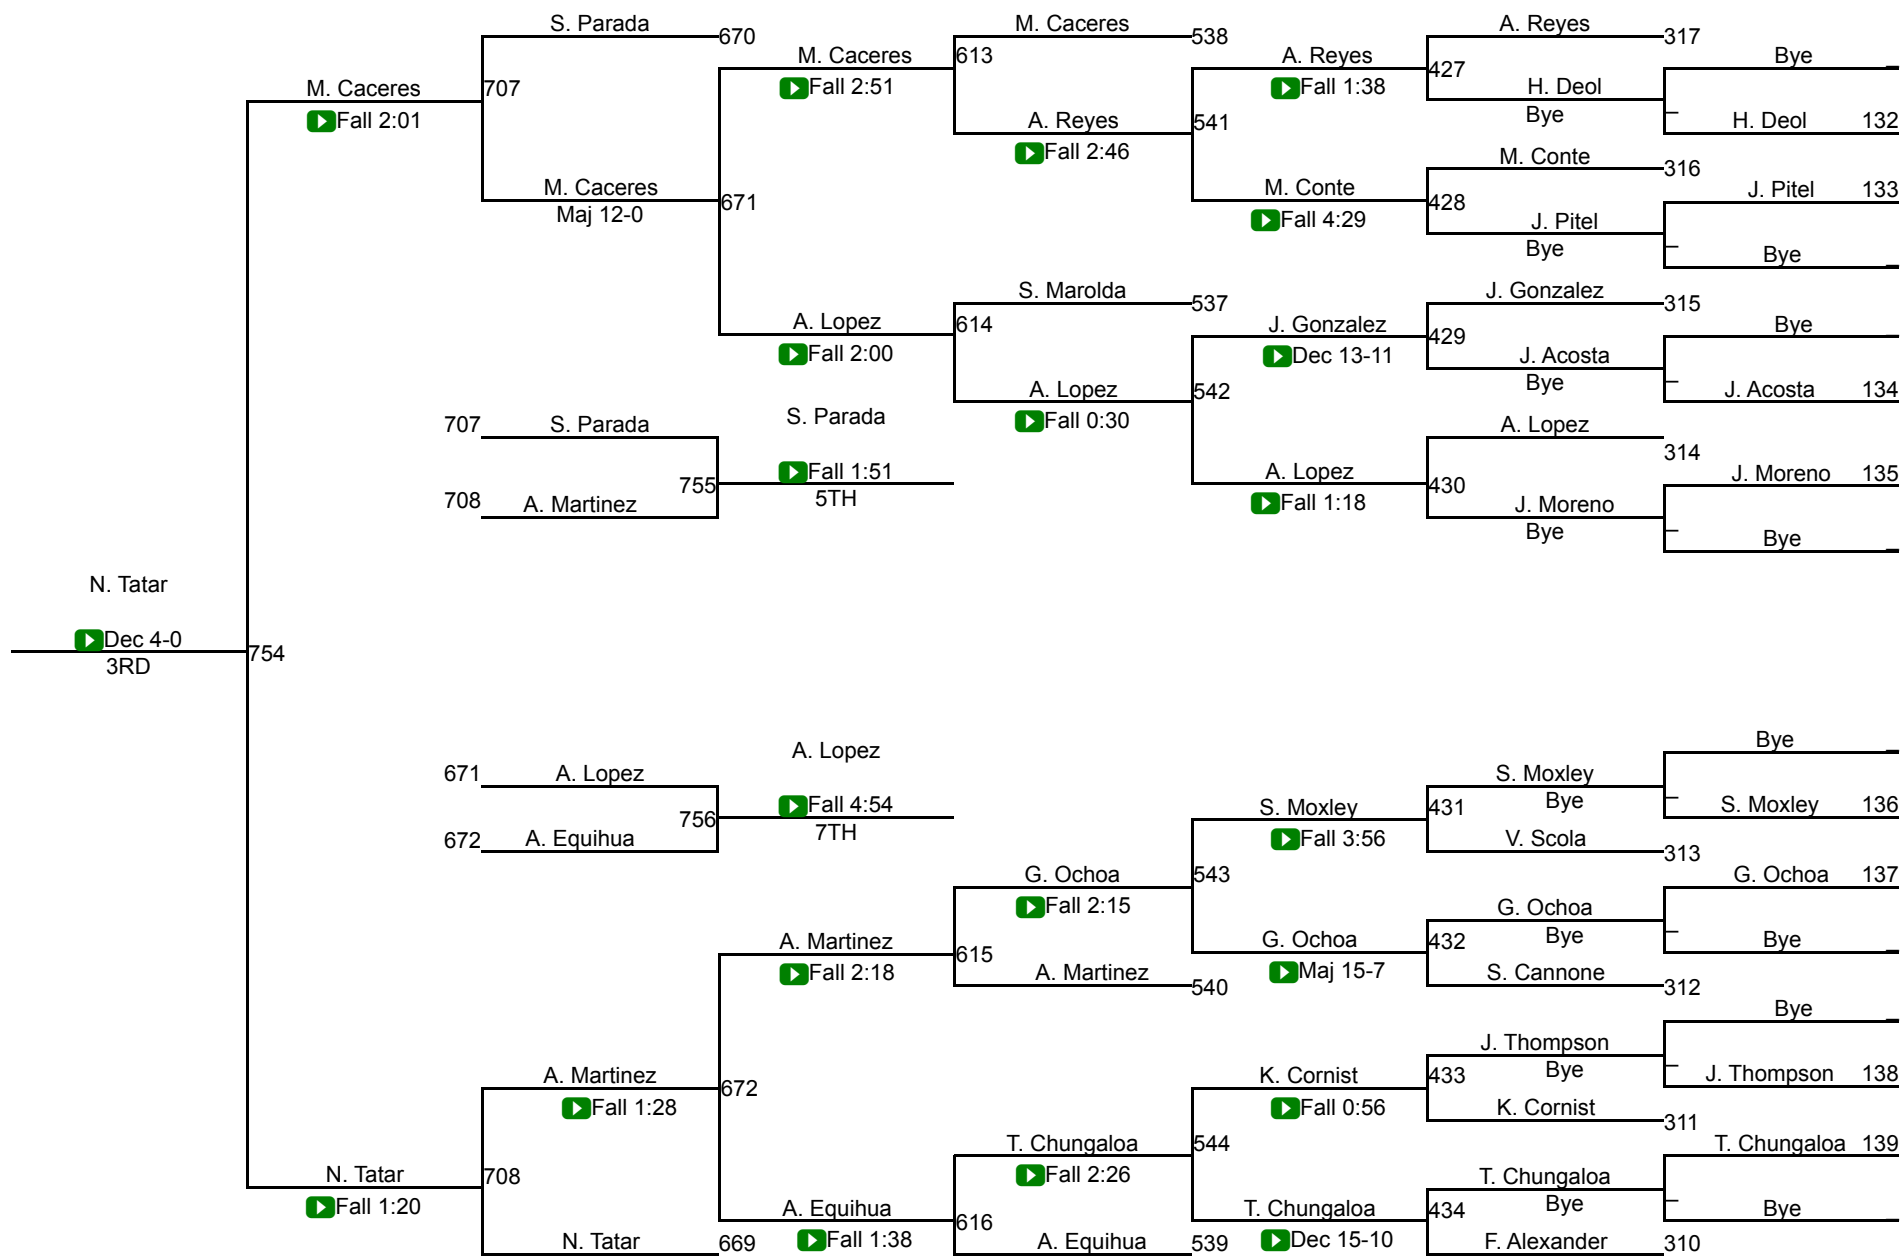 S. Parada
670
M. Caceres
707
Fall 2:01
M. Caceres
Maj 12-0
M. Caceres
Fall 2:51
671
A. Lopez
Fall 2:00
M. Caceres
538
613
A. Reyes
Fall 2:46
541
S. Marolda
537
614
A. Lopez
Fall 0:30
542
A. Reyes
Fall 1:38
M. Conte
Fall 4:29
J. Gonzalez
Dec 13-11
A. Lopez
Fall 1:18
A. Reyes
317
427
H. Deol
Bye
M. Conte
316
428
J. Pitel
Bye
J. Gonzalez
315
429
J. Acosta
Bye
A. Lopez
314
430
J. Moreno
Bye
Bye
H. Deol 132
J. Pitel 133
Bye
Bye
J. Acosta 134
J. Moreno 135
Bye
707 S. Parada
708 A. Martinez
755
S. Parada
Fall 1:51
5TH
N. Tatar
Dec 4-0
3RD
754
671 A. Lopez
672 A. Equihua
756
A. Lopez
Fall 4:54
7TH
N. Tatar
Fall 1:20
A. Martinez
Fall 1:28
708
N. Tatar
669
A. Martinez
Fall 2:18
672
A. Equihua
Fall 1:38
G. Ochoa
Fall 2:15
615
A. Martinez
540
T. Chungaloa
Fall 2:26
616
A. Equihua
539
S. Moxley
Fall 3:56
543
G. Ochoa
Maj 15-7
K. Cornist
Fall 0:56
544
T. Chungaloa
Dec 15-10
S. Moxley
Bye
431
V. Scola
313
G. Ochoa
Bye
432
S. Cannone
312
J. Thompson
Bye
433
K. Cornist
311
T. Chungaloa
Bye
434
F. Alexander
310
Bye
S. Moxley 136
G. Ochoa 137
Bye
Bye
J. Thompson 138
T. Chungaloa 139
Bye